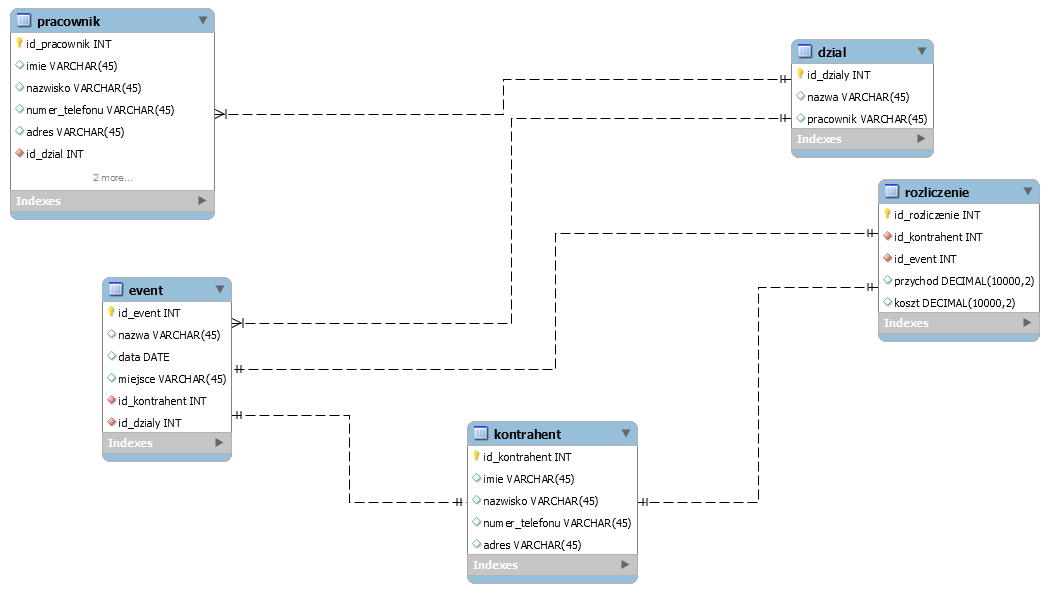 pracownik
id_pracownik INT
imie VARCHAR(45)
nazwisko VARCHAR(45)
numer_telefonu VARCHAR(45)
adres VARCHAR(45)
id_dzial INT
2 more...
Indexes
dzial
id_dzialy INT
nazwa VARCHAR(45)
pracownik VARCHAR(45)
Indexes
rozliczenie
id_rozliczenie INT
id_kontrahent INT
id_event INT
przychod DECIMAL(10000,2)
koszt DECIMAL(10000,2)
Indexes
event
id_event INT
nazwa VARCHAR(45)
data DATE
miejsce VARCHAR(45)
id_kontrahent INT
id_dzialy INT
Indexes
kontrahent
id_kontrahent INT
imie VARCHAR(45)
nazwisko VARCHAR(45)
numer_telefonu VARCHAR(45)
adres VARCHAR(45)
Indexes